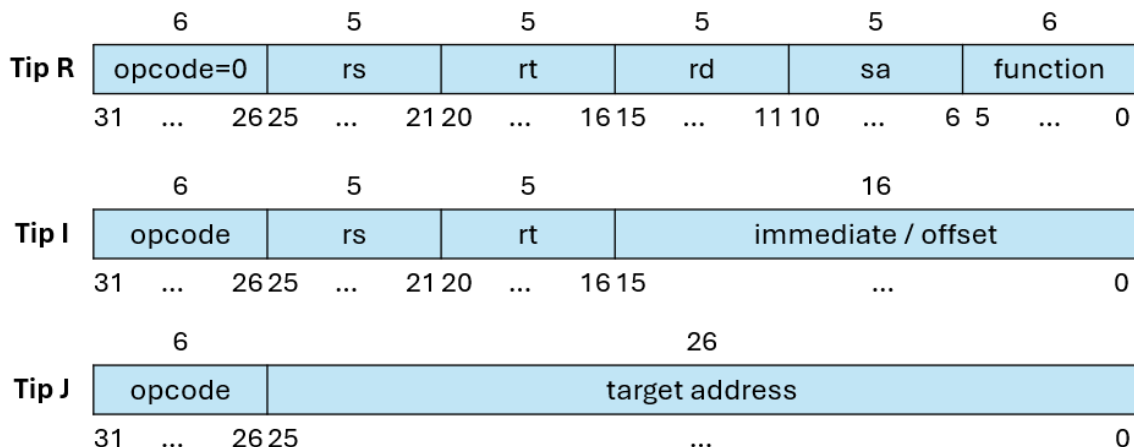 6 5 5 5 5 6
Tip R opcode=0 rs rt rd sa function
31 ... 26 25 ... 21 20 ... 16 15 ... 11 10 ... 6 5 ... 0
6 5 5 16
Tip I opcode rs rt immediate / offset
31 ... 26 25 ... 21 20 ... 16 15 ... 0
6 26
Tip J opcode target address
31 ... 26 25 ... 0